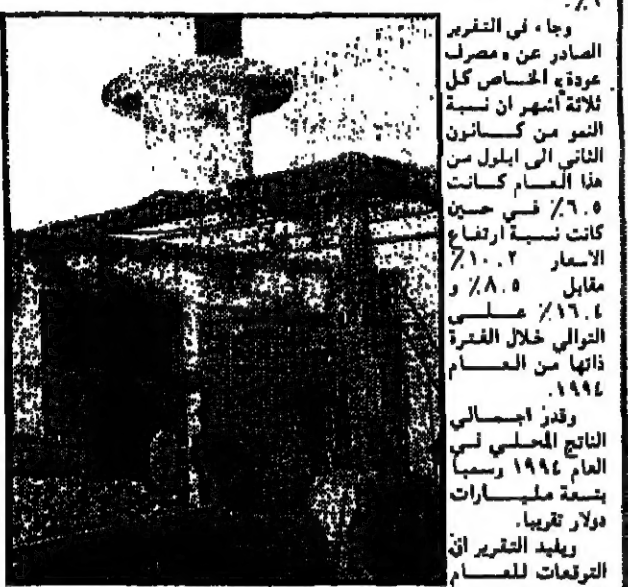 ٪١.
وجاء في التقرير
الصادر عن «مصرف
عودة» الخاص كل
ثلاثة أشهر ان نسبة
النمو من كانون
الثاني الى ايلول من
هذا العام كانت
٦.٥٪ في حين
كانت نسبة ارتفاع
الاسعار ١٠.٢٪
مقابل ٨.٥٪ و
١٦.٤٪ على
التوالي خلال الفترة
ذاتها من العام
١٩٩٤.
وقدر اجمالي
الناتج المحلي في
العام ١٩٩٤ رسميا
بتسعة مليارات
دولار تقريبا.
ويفيد التقرير ان
التوقعات للعام